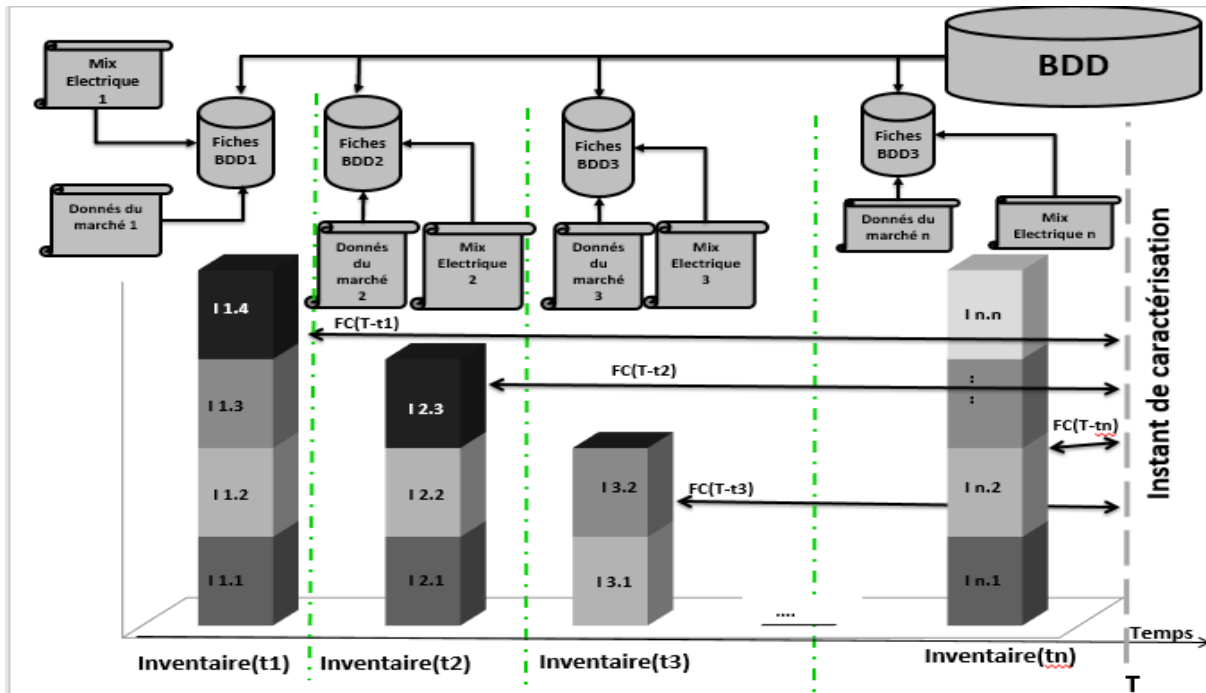 BDD
Mix
Electrique
1
Fiches
BDD1
Donnés du
marché 1
Fiches
BDD2
Donnés
du
marché
2
Mix
Electrique
2
Fiches
BDD3
Donnés
du
marché
3
Mix
Electrique
3
Fiches
BDD3
Donnés du
marché n
Mix
Electrique n
Instant de caractérisation
I 1.4
I 1.3
I 1.2
I 1.1
I 2.3
I 2.2
I 2.1
I 3.2
I 3.1
....
I n.n
:
:
I n.2
I n.1
FC(T-t1)
FC(T-t2)
FC(T-t3)
FC(T-tn)
Temps
Inventaire(t1)
Inventaire(t2)
Inventaire(t3)
Inventaire(tn)
T